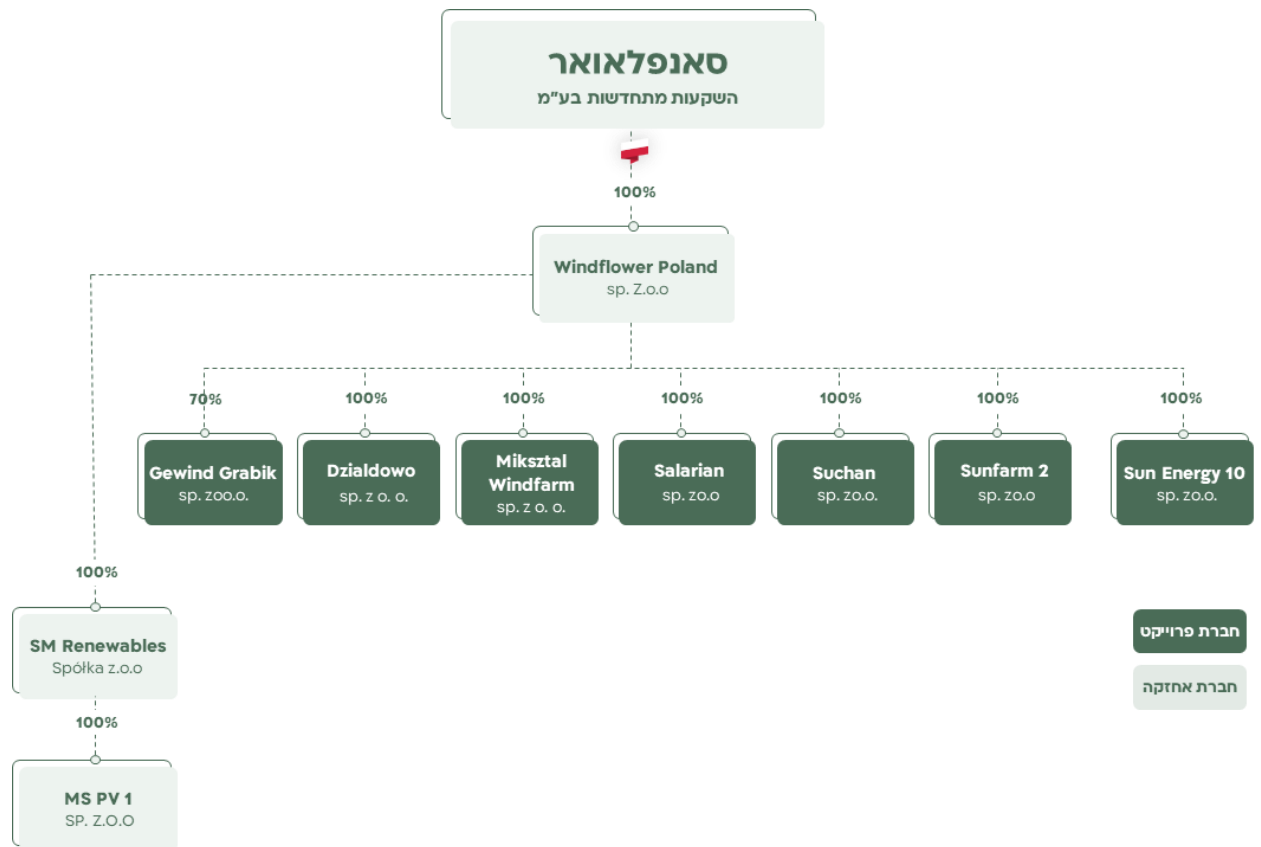 סאנפלאואר
השקעות מתחדשות בע"מ
100%
Windflower Poland
sp. Z.o.o
70%
100%
100%
100%
100%
100%
100%
Gewind Grabik
sp. zoo.o.
Dzialdowo
sp. z o. o.
Miksztal
Windfarm
sp. z o. o.
Salarian
sp. zo.o
Suchan
sp. zo.o.
Sunfarm 2
sp. zo.o
Sun Energy 10
sp. zo.o.
100%
SM Renewables
Spółka z.o.o
100%
MS PV 1
SP. Z.O.O
חברת פרוייקט
חברת אחזקה